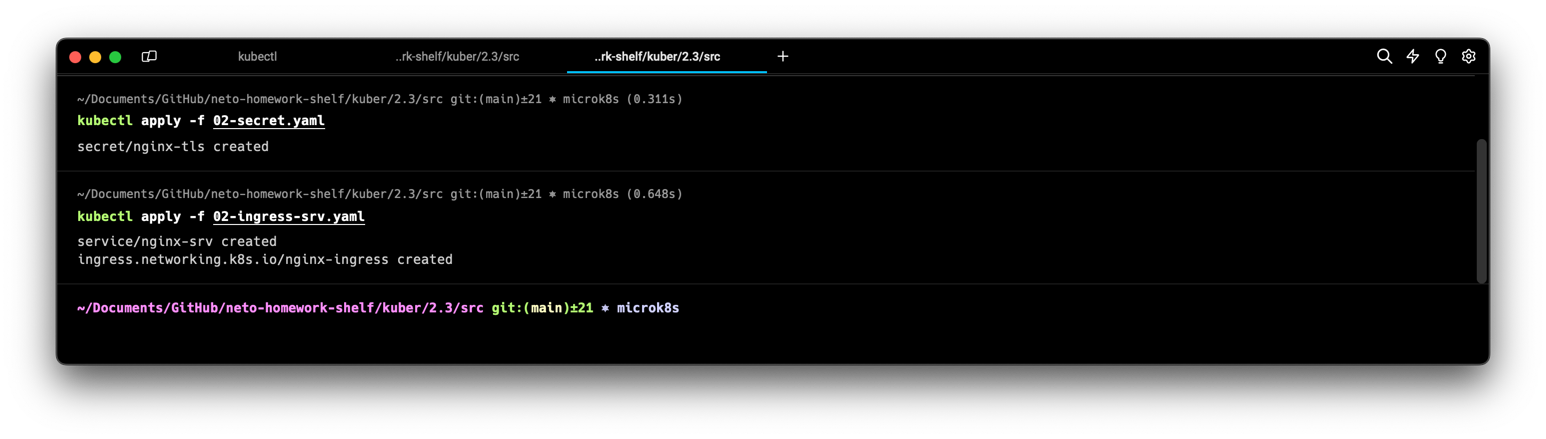 kubectl
..rk-shelf/kuber/2.3/src
..rk-shelf/kuber/2.3/src
~/Documents/GitHub/neto-homework-shelf/kuber/2.3/src git:(main)±21 ⎈ microk8s (0.311s)
kubectl apply -f 02-secret.yaml
secret/nginx-tls created
~/Documents/GitHub/neto-homework-shelf/kuber/2.3/src git:(main)±21 ⎈ microk8s (0.648s)
kubectl apply -f 02-ingress-srv.yaml
service/nginx-srv created
ingress.networking.k8s.io/nginx-ingress created
~/Documents/GitHub/neto-homework-shelf/kuber/2.3/src git:(main)±21 ⎈ microk8s